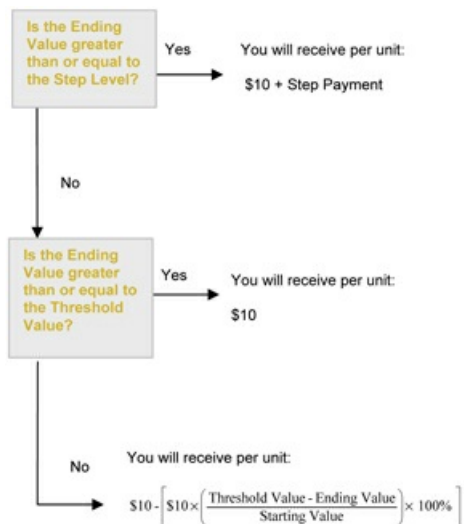 Is the Ending
Value greater
than or equal to
the Step Level?
Yes
You will receive per unit:
$10 + Step Payment
No
Is the Ending
Value greater
than or equal to
the Threshold
Value?
Yes
You will receive per unit:
$10
No
You will receive per unit:
$10 - [ $10 × ( Threshold Value - Ending Value / Starting Value ) × 100% ]